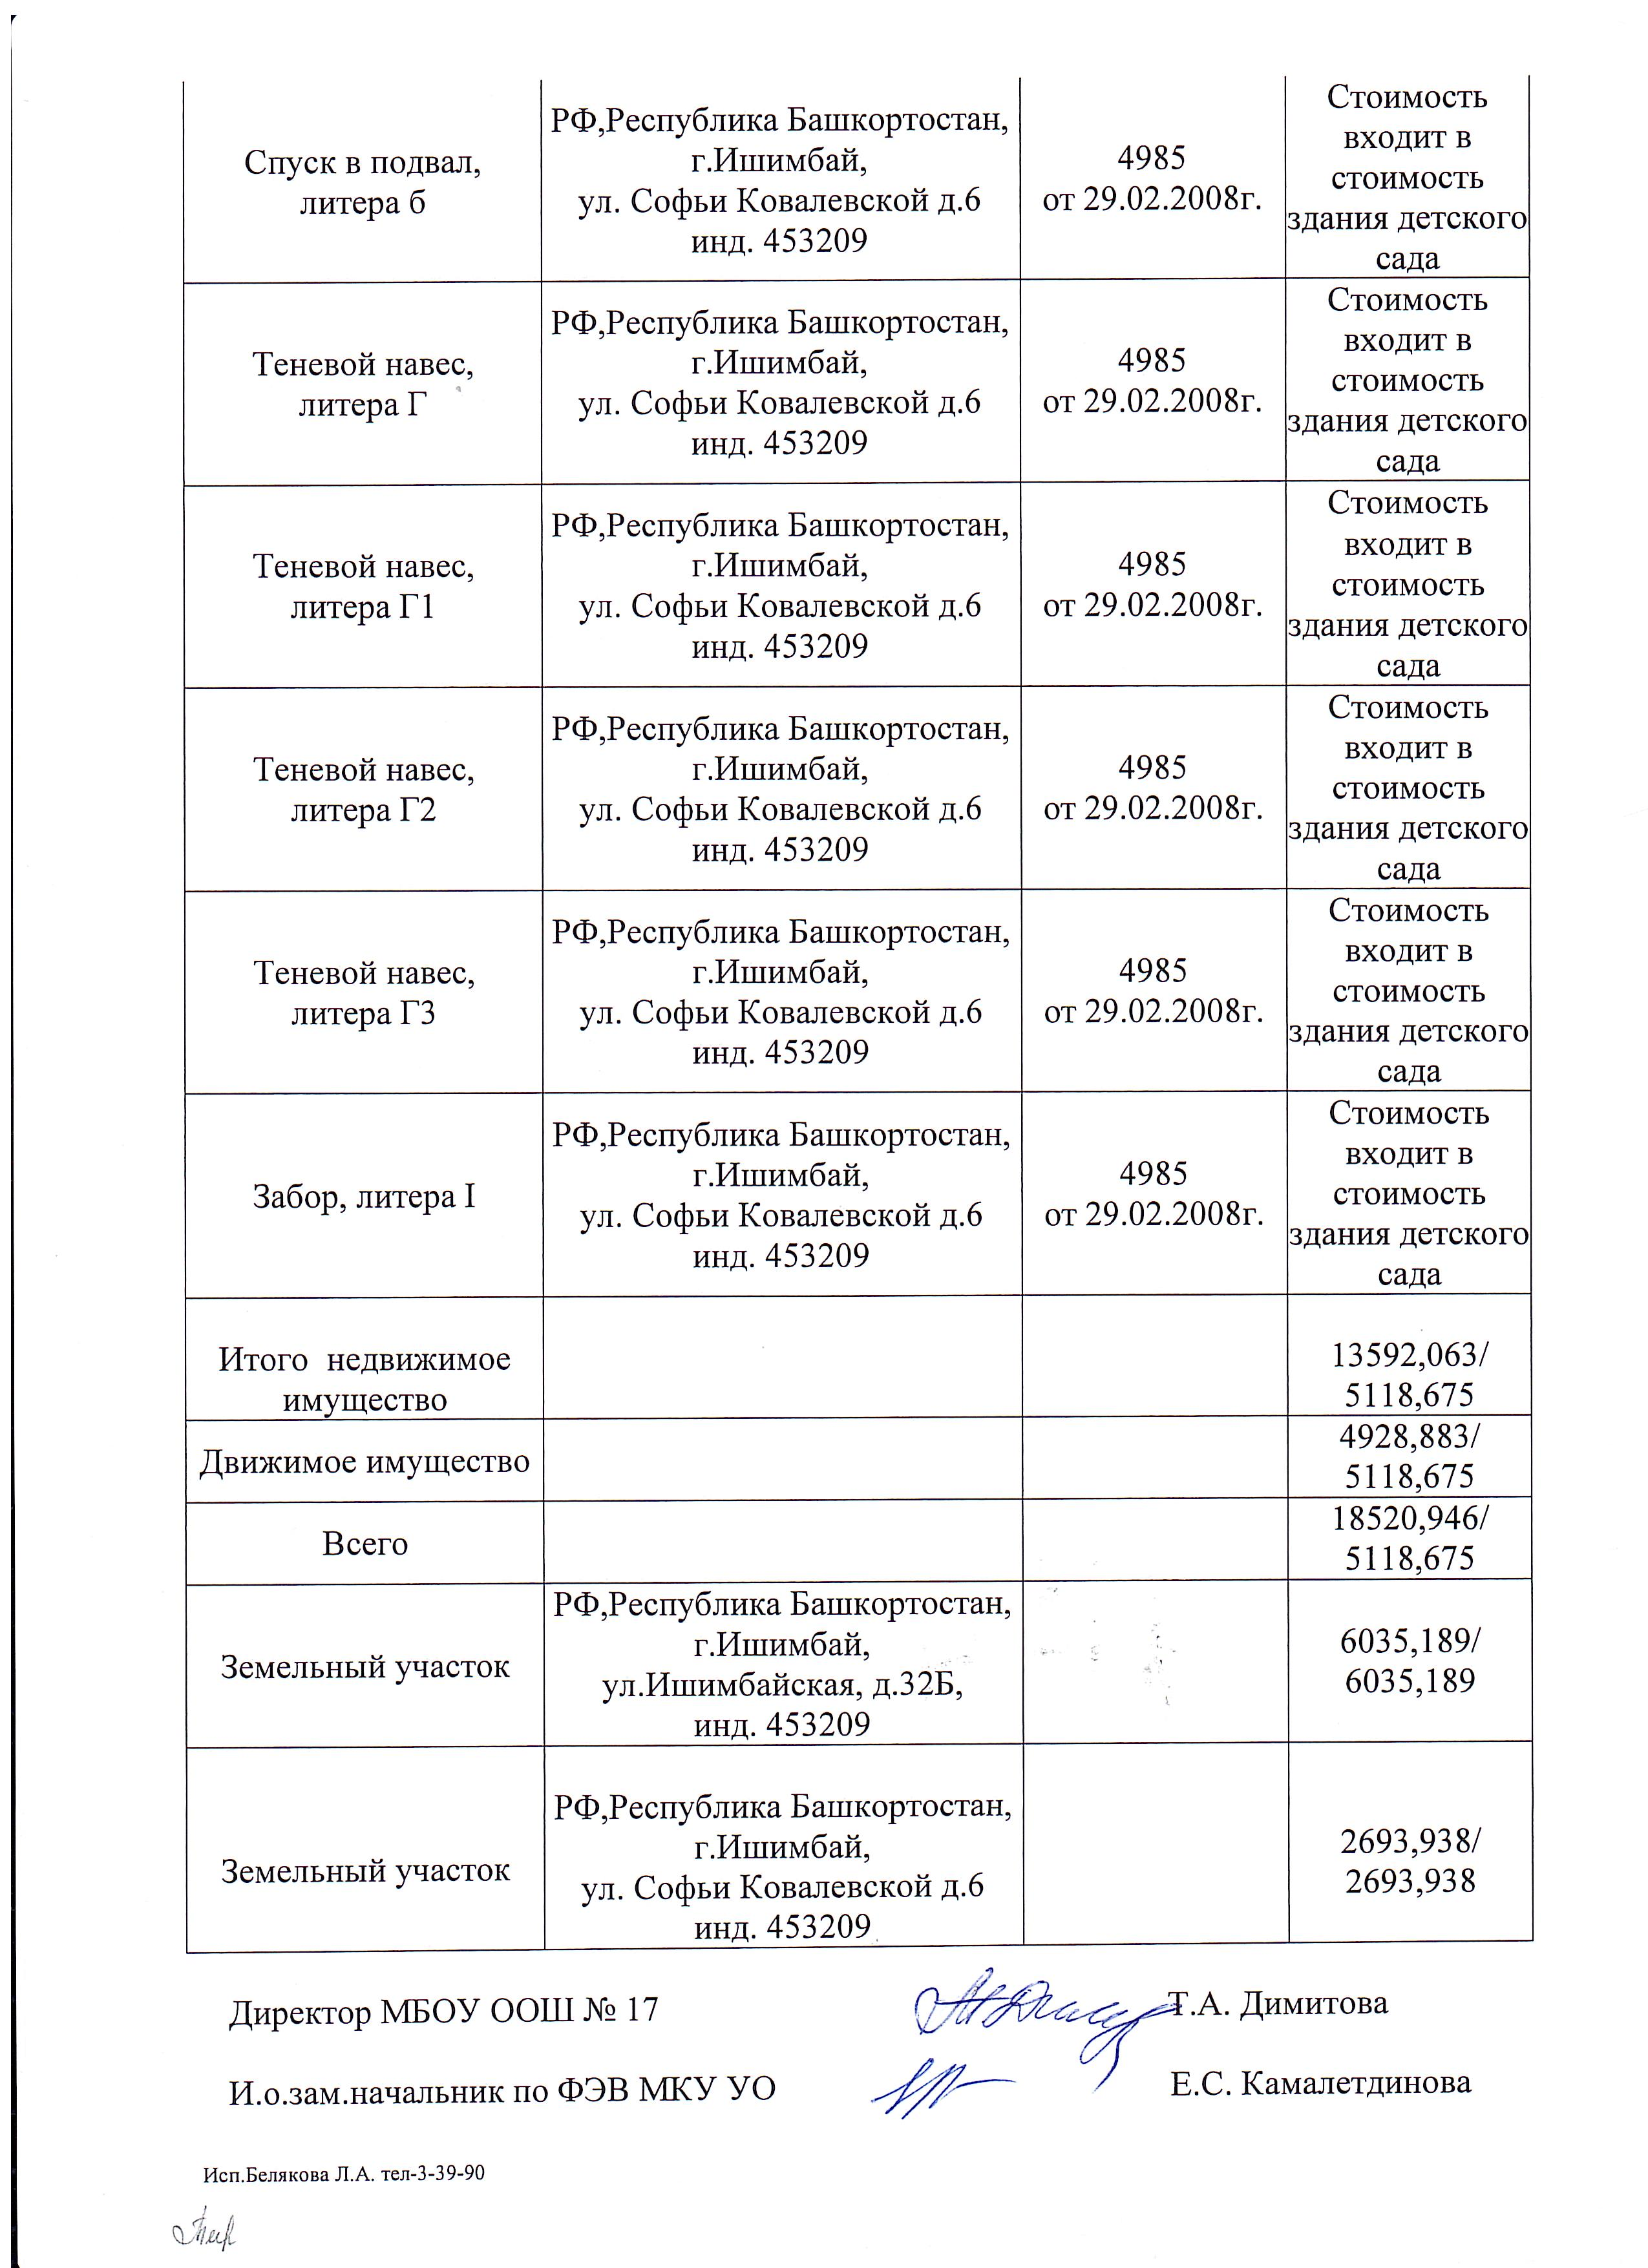 Спуск в подвал,
литера б
РФ,Республика Башкортостан,
г.Ишимбай,
ул. Софьи Ковалевской д.6
инд. 453209
4985
от 29.02.2008г.
Стоимость
входит в
стоимость
здания детского
сада
Теневой навес,
литера Г
РФ,Республика Башкортостан,
г.Ишимбай,
ул. Софьи Ковалевской д.6
инд. 453209
4985
от 29.02.2008г.
Стоимость
входит в
стоимость
здания детского
сада
Теневой навес,
литера Г1
РФ,Республика Башкортостан,
г.Ишимбай,
ул. Софьи Ковалевской д.6
инд. 453209
4985
от 29.02.2008г.
Стоимость
входит в
стоимость
здания детского
сада
Теневой навес,
литера Г2
РФ,Республика Башкортостан,
г.Ишимбай,
ул. Софьи Ковалевской д.6
инд. 453209
4985
от 29.02.2008г.
Стоимость
входит в
стоимость
здания детского
сада
Теневой навес,
литера Г3
РФ,Республика Башкортостан,
г.Ишимбай,
ул. Софьи Ковалевской д.6
инд. 453209
4985
от 29.02.2008г.
Стоимость
входит в
стоимость
здания детского
сада
Забор, литера I
РФ,Республика Башкортостан,
г.Ишимбай,
ул. Софьи Ковалевской д.6
инд. 453209
4985
от 29.02.2008г.
Стоимость
входит в
стоимость
здания детского
сада
Итого недвижимое
имущество
13592,063/
5118,675
Движимое имущество
4928,883/
5118,675
Всего
18520,946/
5118,675
Земельный участок
РФ,Республика Башкортостан,
г.Ишимбай,
ул.Ишимбайская, д.32Б,
инд. 453209
6035,189/
6035,189
Земельный участок
РФ,Республика Башкортостан,
г.Ишимбай,
ул. Софьи Ковалевской д.6
инд. 453209
2693,938/
2693,938
Директор МБОУ ООШ № 17 Т.А. Димитова
И.о.зам.начальник по ФЭВ МКУ УО Е.С. Камалетдинова
Исп.Белякова Л.А. тел-3-39-90